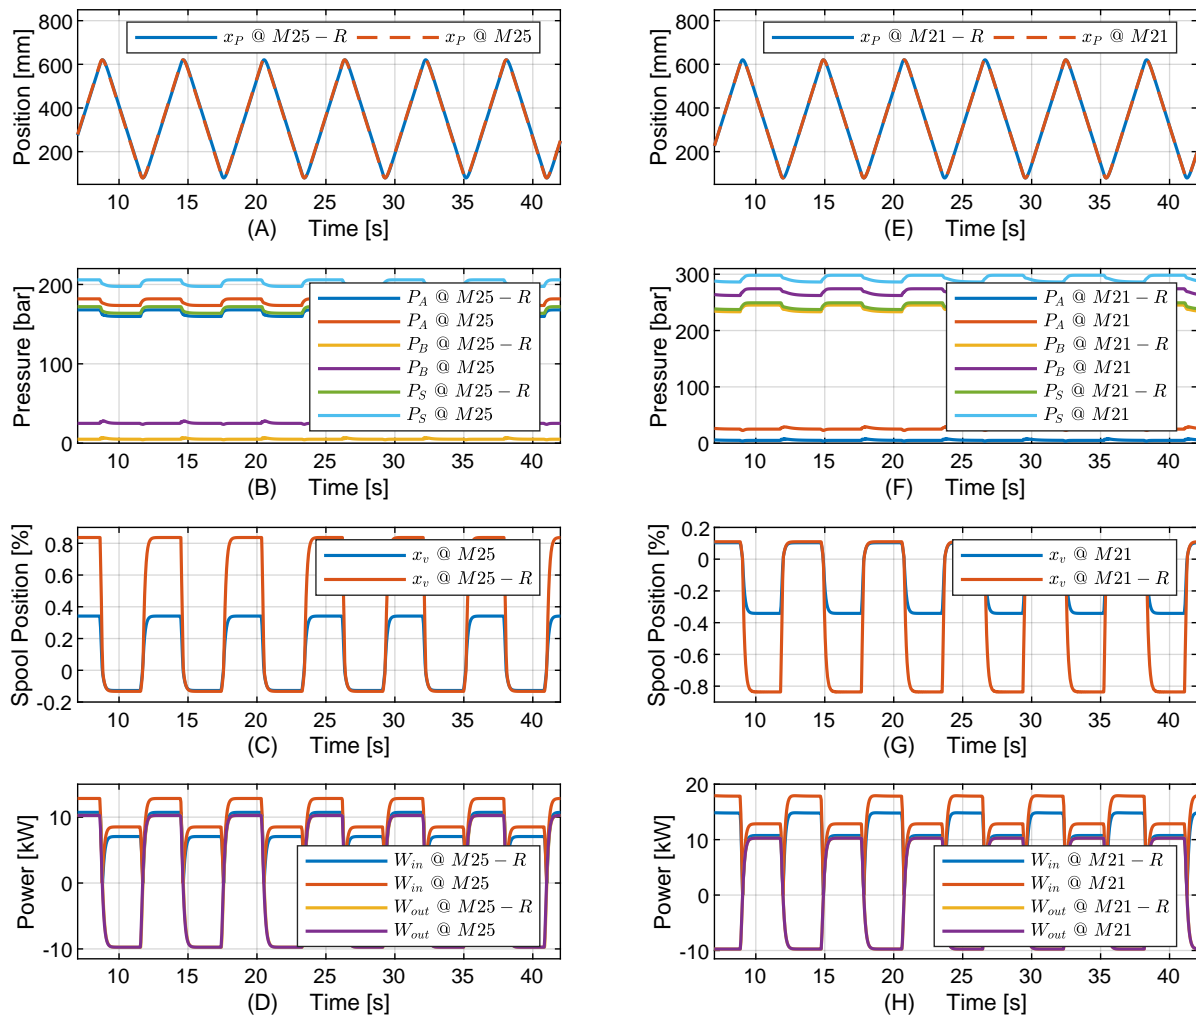 x_P @ M25 − R x_P @ M25
Position [mm]
800
600
400
200
10 15 20 25 30 35 40
(A) Time [s]
x_P @ M21 − R x_P @ M21
Position [mm]
800
600
400
200
10 15 20 25 30 35 40
(E) Time [s]
Pressure [bar]
200
100
0
P_A @ M25 − R
P_A @ M25
P_B @ M25 − R
P_B @ M25
P_S @ M25 − R
P_S @ M25
10 15 20 25 30 35 40
(B) Time [s]
Pressure [bar]
300
200
100
0
P_A @ M21 − R
P_A @ M21
P_B @ M21 − R
P_B @ M21
P_S @ M21 − R
P_S @ M21
10 15 20 25 30 35 40
(F) Time [s]
Spool Position [%]
0.8
0.4
0.2
0
-0.2
x_v @ M25
x_v @ M25 − R
10 15 20 25 30 35 40
(C) Time [s]
Spool Position [%]
0.2
0
-0.2
-0.4
-0.6
-0.8
x_v @ M21
x_v @ M21 − R
10 15 20 25 30 35 40
(G) Time [s]
Power [kW]
10
0
-10
W_in @ M25 − R
W_in @ M25
W_out @ M25 − R
W_out @ M25
10 15 20 25 30 35 40
(D) Time [s]
Power [kW]
20
10
0
-10
W_in @ M21 − R
W_in @ M21
W_out @ M21 − R
W_out @ M21
10 15 20 25 30 35 40
(H) Time [s]